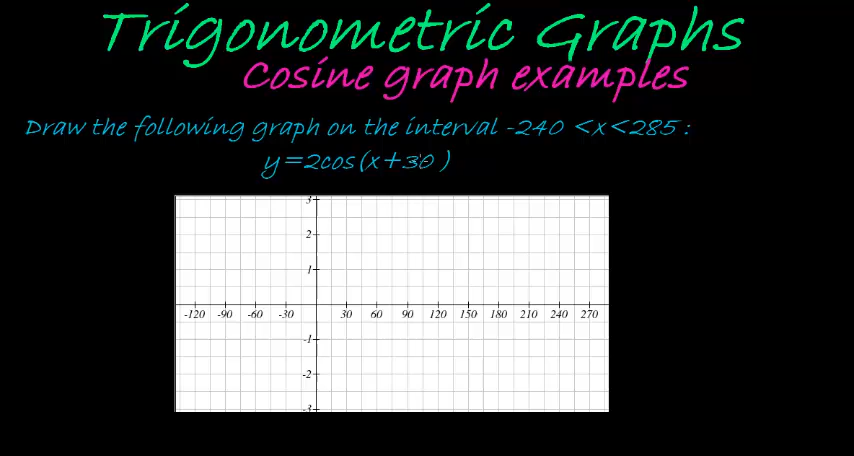 Trigonometric Graphs
Cosine graph examples
Draw the following graph on the interval -240 <x<285 :
y=2cos(x+30 )
3
2
1
-120 -90 -60 -30 30 60 90 120 150 180 210 240 270
-1
-2
-3